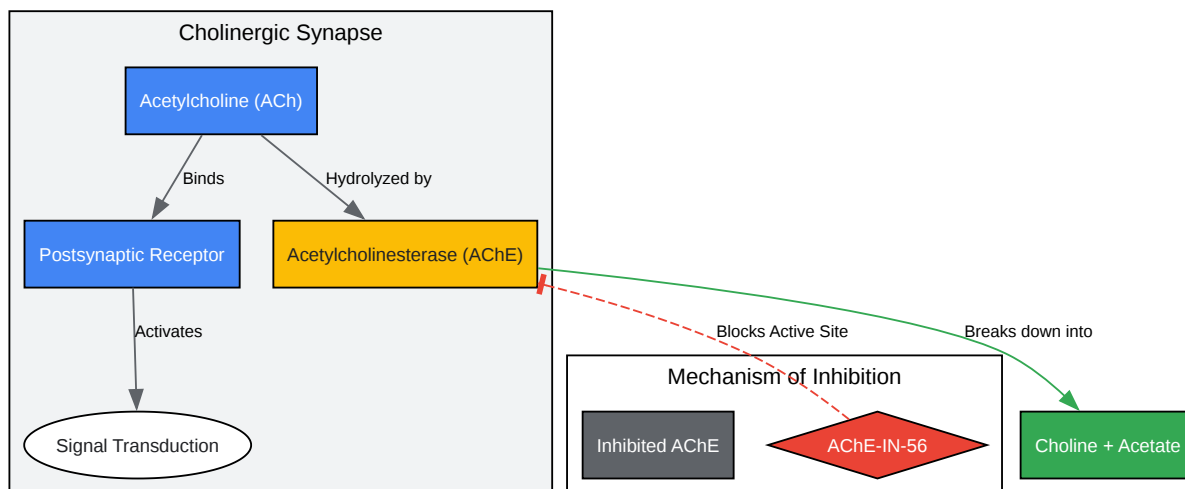 Cholinergic Synapse
Acetylcholine (ACh)
Binds
Hydrolyzed by
Postsynaptic Receptor
Acetylcholinesterase (AChE)
Activates
Blocks Active Site
Breaks down into
Mechanism of Inhibition
Signal Transduction
Inhibited AChE
AChE-IN-56
Choline + Acetate